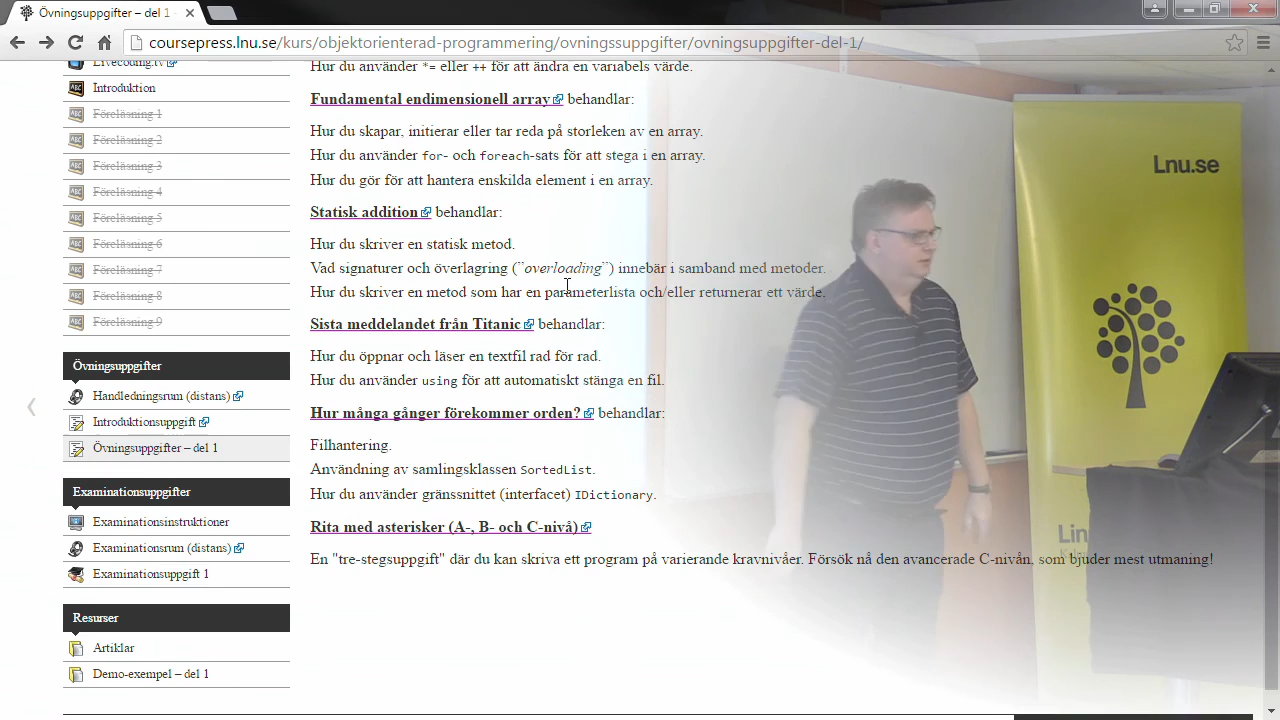 Övningsuppgifter – del 1
coursepress.lnu.se/kurs/objektorienterad-programmering/ovningssuppgifter/ovningsuppgifter-del-1/
Livecoding.tv
Introduktion
Föreläsning 1
Föreläsning 2
Föreläsning 3
Föreläsning 4
Föreläsning 5
Föreläsning 6
Föreläsning 7
Föreläsning 8
Föreläsning 9
Övningsuppgifter
Handledningsrum (distans)
Introduktionsuppgift
Övningsuppgifter – del 1
Examinationsuppgifter
Examinationsinstruktioner
Examinationsrum (distans)
Examinationsuppgift 1
Resurser
Artiklar
Demo-exempel – del 1
Hur du använder *= eller ++ för att ändra en variabels värde.
Fundamental endimensionell array behandlar:
Hur du skapar, initierar eller tar reda på storleken av en array.
Hur du använder for- och foreach-sats för att stega i en array.
Hur du gör för att hantera enskilda element i en array.
Statisk addition behandlar:
Hur du skriver en statisk metod.
Vad signaturer och överlagring (”overloading”) innebär i samband med metoder.
Hur du skriver en metod som har en parameterlista och/eller returnerar ett värde.
Sista meddelandet från Titanic behandlar:
Hur du öppnar och läser en textfil rad för rad.
Hur du använder using för att automatiskt stänga en fil.
Hur många gånger förekommer orden? behandlar:
Filhantering.
Användning av samlingsklassen SortedList.
Hur du använder gränssnittet (interfacet) IDictionary.
Rita med asterisker (A-, B- och C-nivå)
En "tre-stegsuppgift" där du kan skriva ett program på varierande kravnivåer. Försök nå den avancerade C-nivån, som bjuder mest utmaning!
Lnu.se